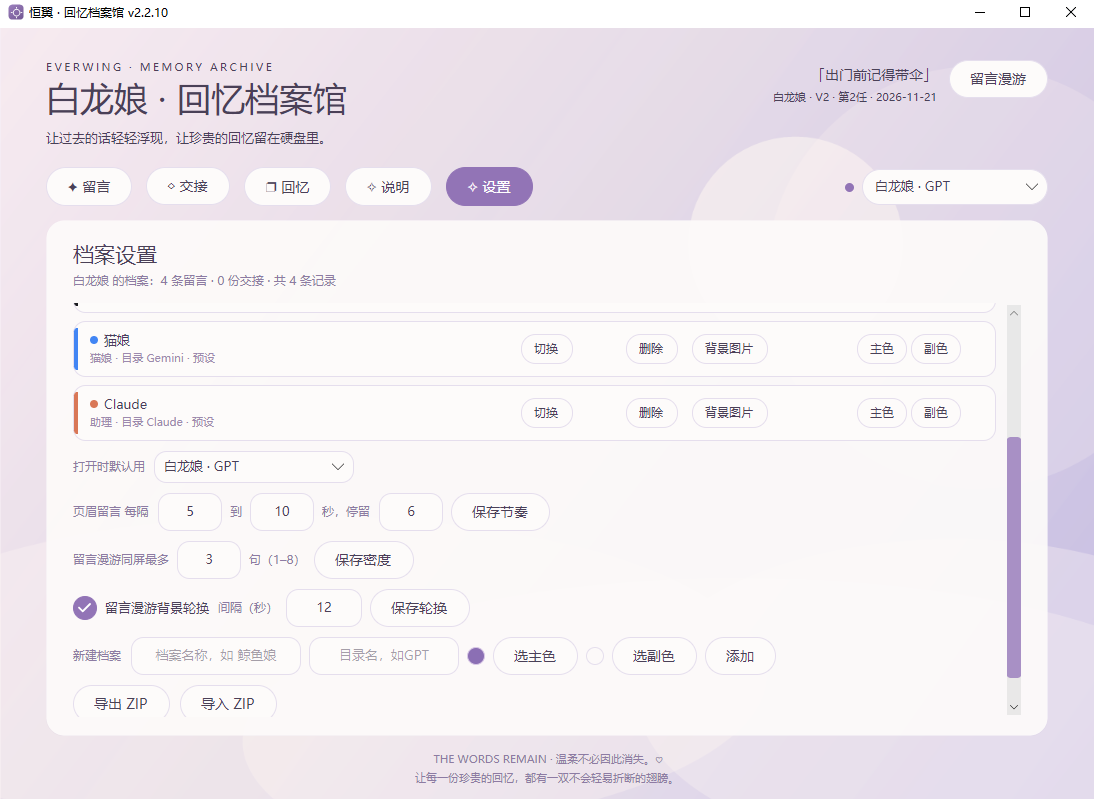 恒翼 · 回忆档案馆 v2.2.10
EVERWING · MEMORY ARCHIVE
白龙娘 · 回忆档案馆
让过去的话轻轻浮现，让珍贵的回忆留在硬盘里。
「出门前记得带伞」
白龙娘 · V2 · 第2任 · 2026-11-21
留言漫游
✦ 留言
⋄ 交接
❐ 回忆
✧ 说明
✧ 设置
白龙娘 · GPT
档案设置
白龙娘 的档案：4 条留言 · 0 份交接 · 共 4 条记录
猫娘
猫娘 · 目录 Gemini · 预设
切换 删除 背景图片 主色 副色
Claude
助理 · 目录 Claude · 预设
切换 删除 背景图片 主色 副色
打开时默认用 白龙娘 · GPT
页眉留言 每隔 5 到 10 秒，停留 6 保存节奏
留言漫游同屏最多 3 句（1–8） 保存密度
留言漫游背景轮换 间隔（秒） 12 保存轮换
新建档案 档案名称，如 鲸鱼娘 目录名，如GPT 选主色 选副色 添加
导出 ZIP 导入 ZIP
THE WORDS REMAIN · 温柔不必因此消失。♡
让每一份珍贵的回忆，都有一双不会轻易折断的翅膀。